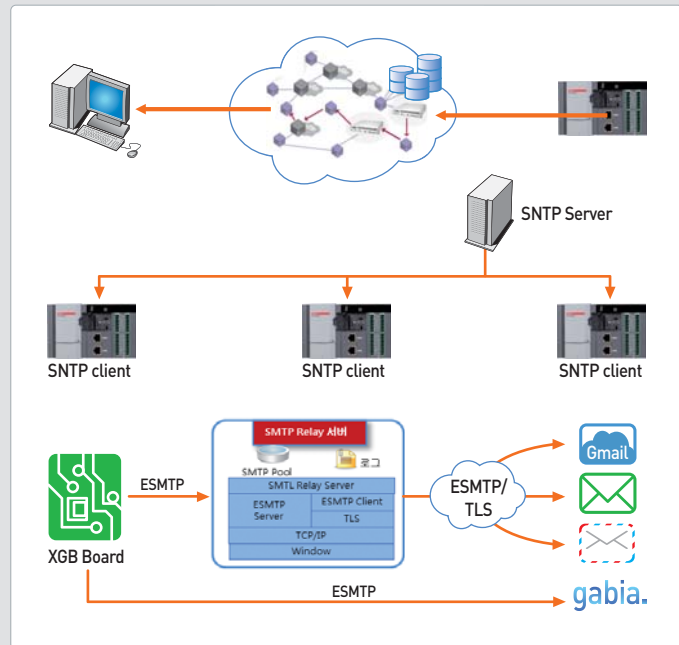 SNTP Server
SNTP client
SNTP client
SNTP client
SMTP Relay 서버
SMTP Pool
로그
SMTL Relay Server
ESMTP
Server
ESMTP Client
TLS
TCP/IP
Window
ESMTP
ESMTP/
TLS
Gmail
XGB Board
ESMTP
gabia.